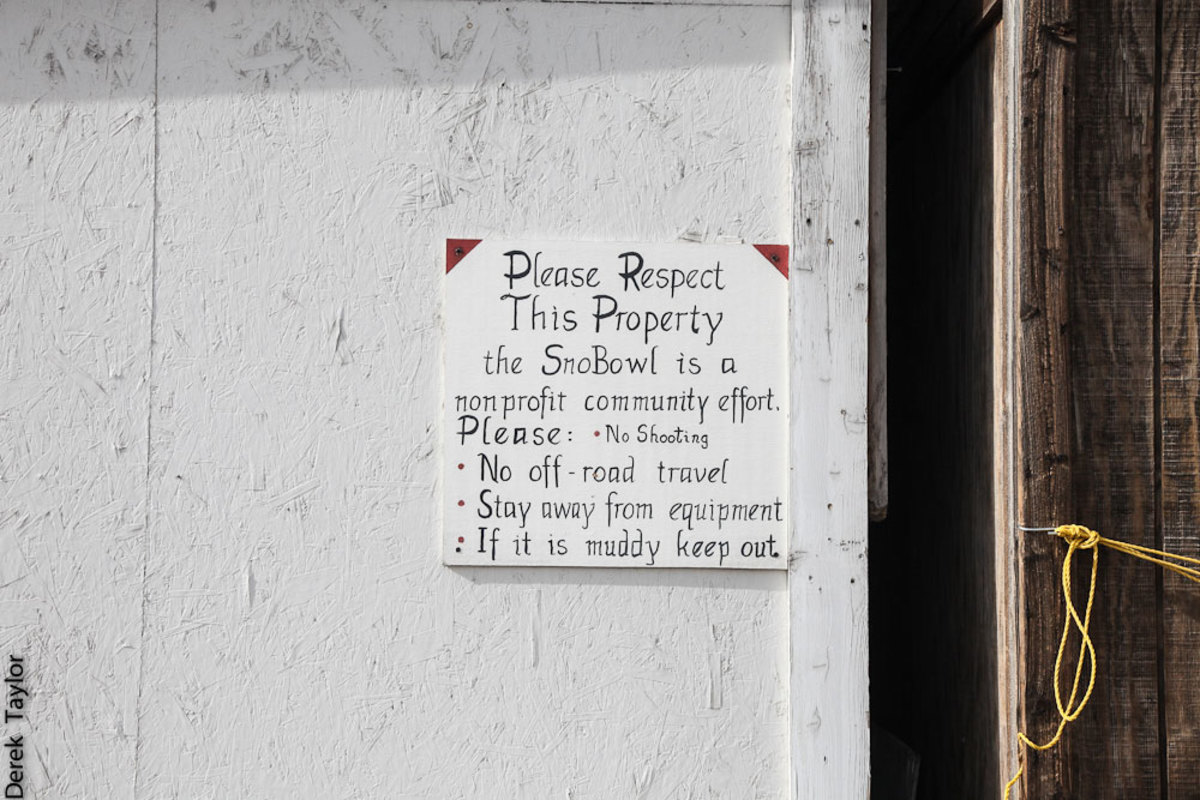 Please Respect
This Property
the SnoBowl is a
nonprofit community effort.
Please: • No Shooting
• No off-road travel
• Stay away from equipment
• If it is muddy keep out.
Derek Taylor